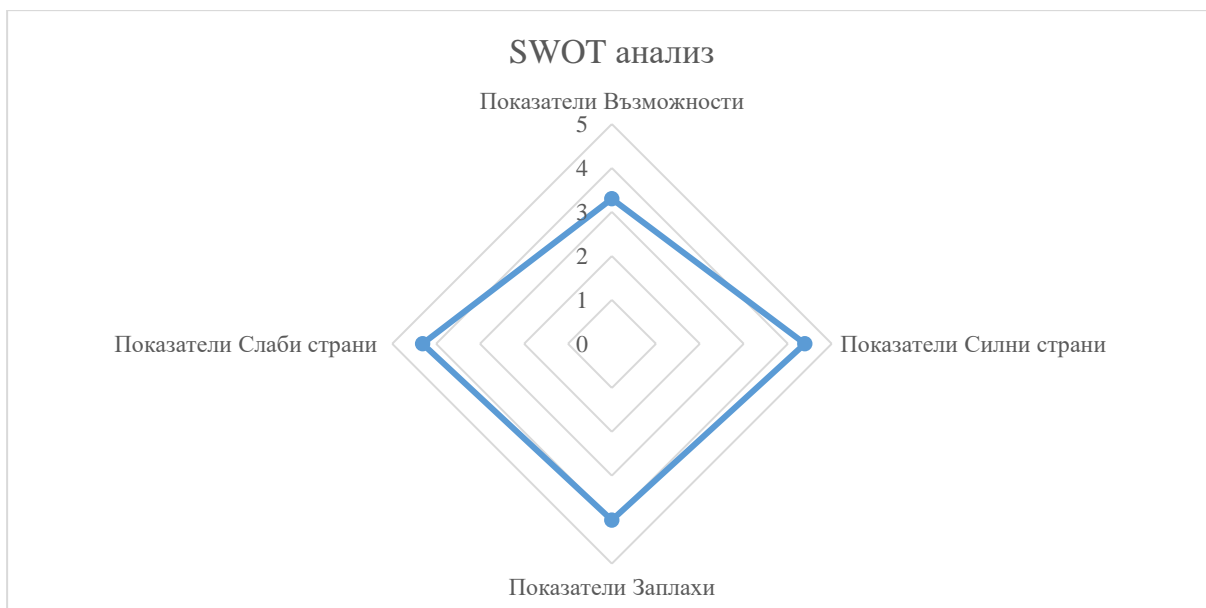 SWOT анализ
Показатели Възможности
5
4
3
2
1
0
Показатели Слаби страни
Показатели Силни страни
Показатели Заплахи